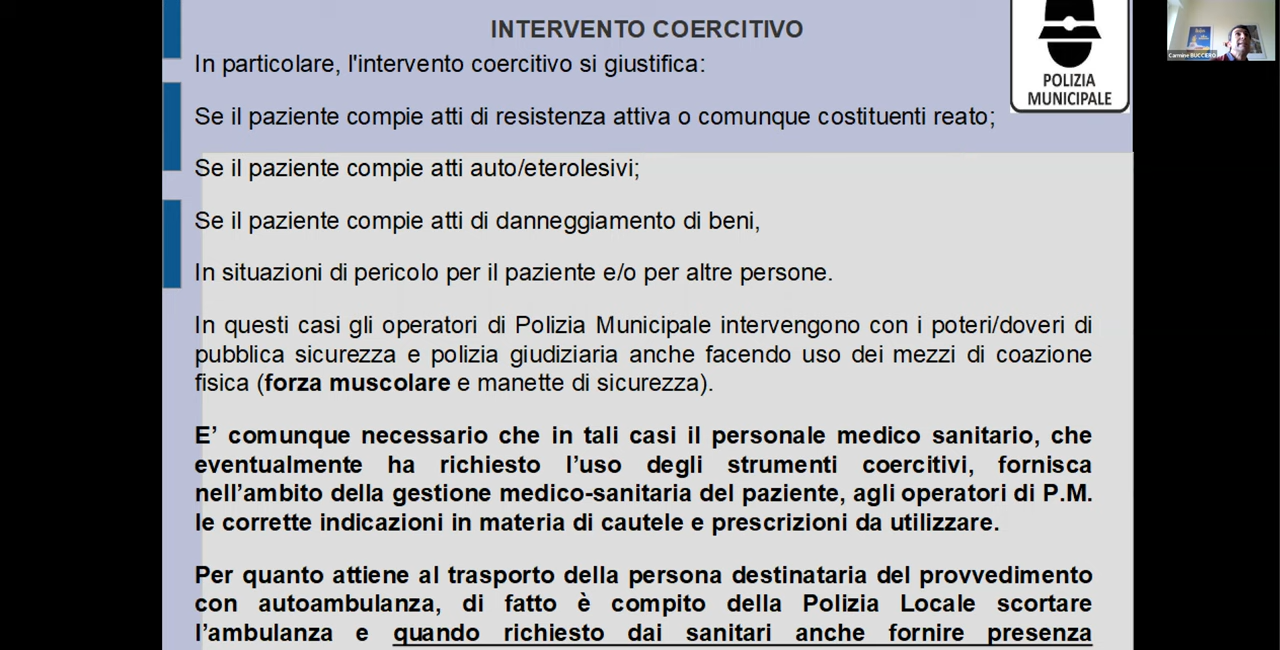 INTERVENTO COERCITIVO
In particolare, l'intervento coercitivo si giustifica:
POLIZIA
MUNICIPALE
Carmine BUCCERO
Se il paziente compie atti di resistenza attiva o comunque costituenti reato;
Se il paziente compie atti auto/eterolesivi;
Se il paziente compie atti di danneggiamento di beni,
In situazioni di pericolo per il paziente e/o per altre persone.
In questi casi gli operatori di Polizia Municipale intervengono con i poteri/doveri di
pubblica sicurezza e polizia giudiziaria anche facendo uso dei mezzi di coazione
fisica (forza muscolare e manette di sicurezza).
E’ comunque necessario che in tali casi il personale medico sanitario, che
eventualmente ha richiesto l’uso degli strumenti coercitivi, fornisca
nell’ambito della gestione medico-sanitaria del paziente, agli operatori di P.M.
le corrette indicazioni in materia di cautele e prescrizioni da utilizzare.
Per quanto attiene al trasporto della persona destinataria del provvedimento
con autoambulanza, di fatto è compito della Polizia Locale scortare
l’ambulanza e quando richiesto dai sanitari anche fornire presenza